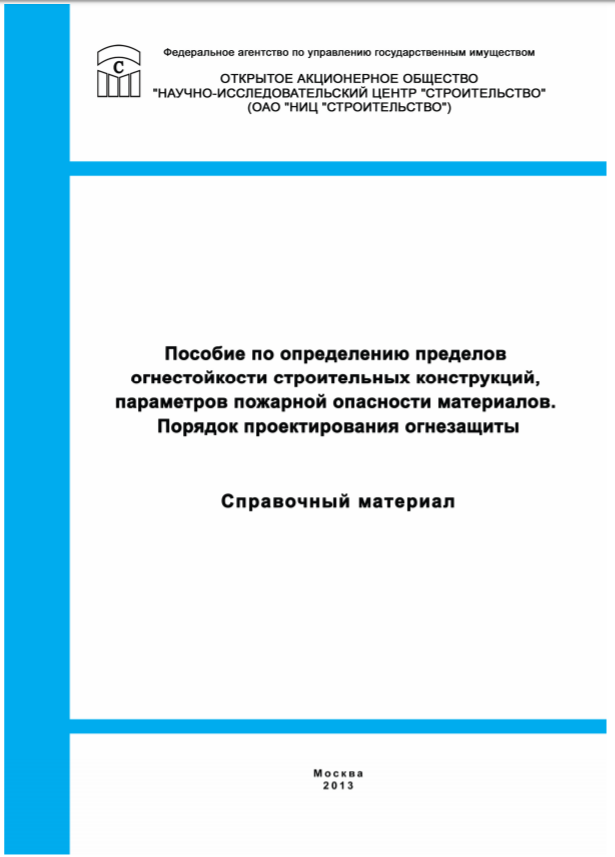 Федеральное агентство по управлению государственным имуществом
С
ОТКРЫТОЕ АКЦИОНЕРНОЕ ОБЩЕСТВО
"НАУЧНО-ИССЛЕДОВАТЕЛЬСКИЙ ЦЕНТР "СТРОИТЕЛЬСТВО"
(ОАО "НИЦ "СТРОИТЕЛЬСТВО")
Пособие по определению пределов
огнестойкости строительных конструкций,
параметров пожарной опасности материалов.
Порядок проектирования огнезащиты
Справочный материал
Москва
2013